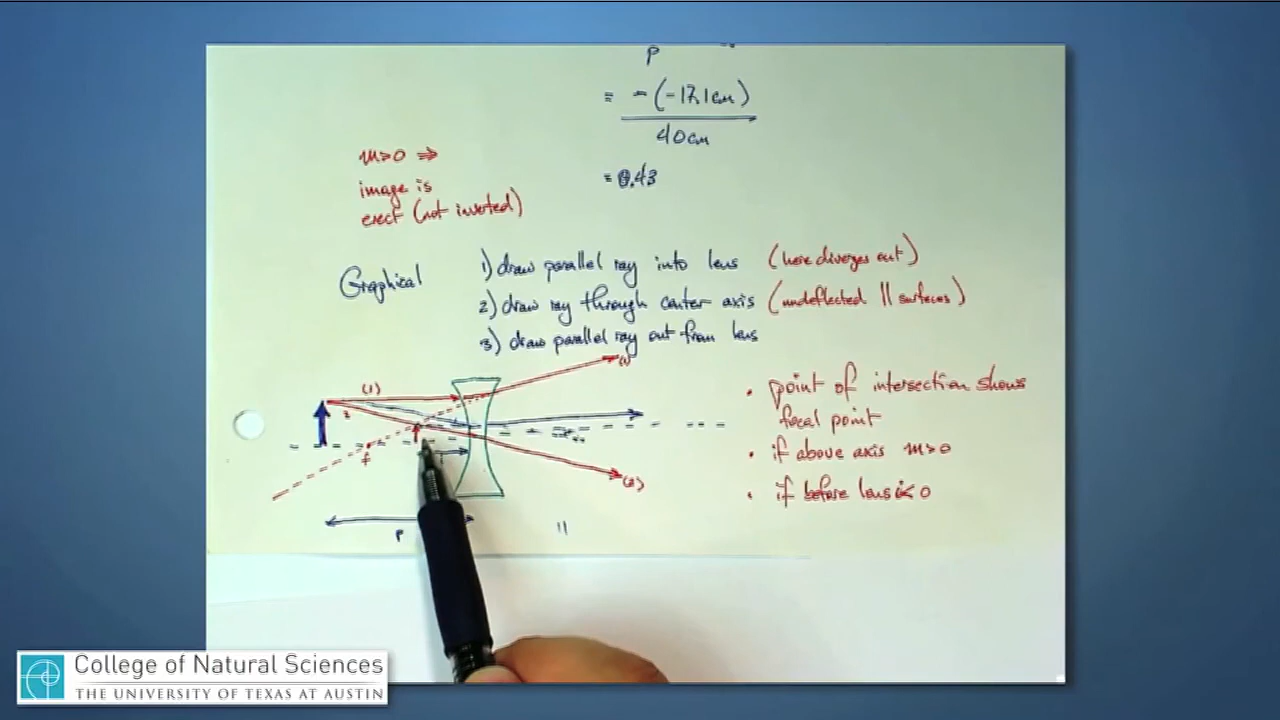 P
= -(-17.1cm)
40cm
= 0.43
m>0 ⇒
image is
erect (not inverted)
Graphical
1) draw parallel ray into lens (here diverges out)
2) draw ray through center axis (undeflected || surfaces)
3) draw parallel ray out from lens
(1)
(1)
2
f
(2)
P
||
• point of intersection shows
focal point
• if above axis m>0
• if before lens i<0
College of Natural Sciences
THE UNIVERSITY OF TEXAS AT AUSTIN